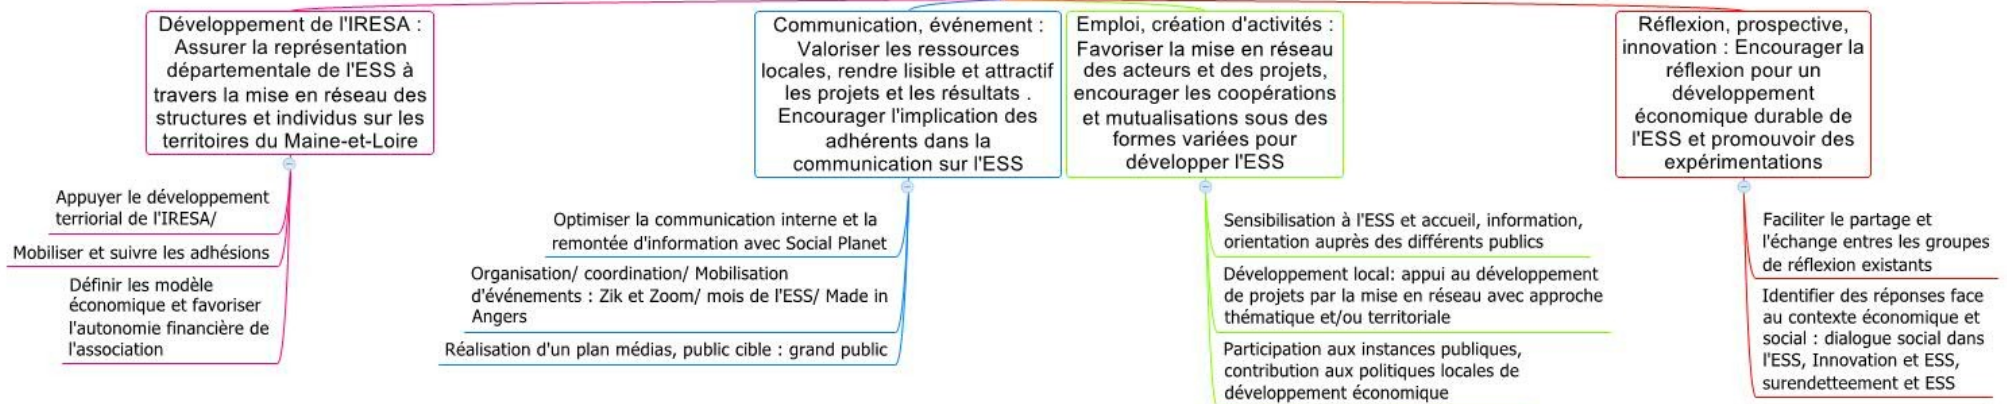 Développement de l'IRESA :
Assurer la représentation
départementale de l'ESS à
travers la mise en réseau des
structures et individus sur les
territoires du Maine-et-Loire
Appuyer le développement
terriorial de l'IRESA/
Mobiliser et suivre les adhésions
Définir les modèle
économique et favoriser
l'autonomie financière de
l'association
Communication, événement :
Valoriser les ressources
locales, rendre lisible et attractif
les projets et les résultats .
Encourager l'implication des
adhérents dans la
communication sur l'ESS
Optimiser la communication interne et la
remontée d'information avec Social Planet
Organisation/ coordination/ Mobilisation
d'événements : Zik et Zoom/ mois de l'ESS/ Made in
Angers
Réalisation d'un plan médias, public cible : grand public
Emploi, création d'activités :
Favoriser la mise en réseau
des acteurs et des projets,
encourager les coopérations
et mutualisations sous des
formes variées pour
développer l'ESS
Sensibilisation à l'ESS et accueil, information,
orientation auprès des différents publics
Développement local: appui au développement
de projets par la mise en réseau avec approche
thématique et/ou territoriale
Participation aux instances publiques,
contribution aux politiques locales de
développement économique
Réflexion, prospective,
innovation : Encourager la
réflexion pour un
développement
économique durable de
l'ESS et promouvoir des
expérimentations
Faciliter le partage et
l'échange entres les groupes
de réflexion existants
Identifier des réponses face
au contexte économique et
social : dialogue social dans
l'ESS, Innovation et ESS,
surendetteement et ESS